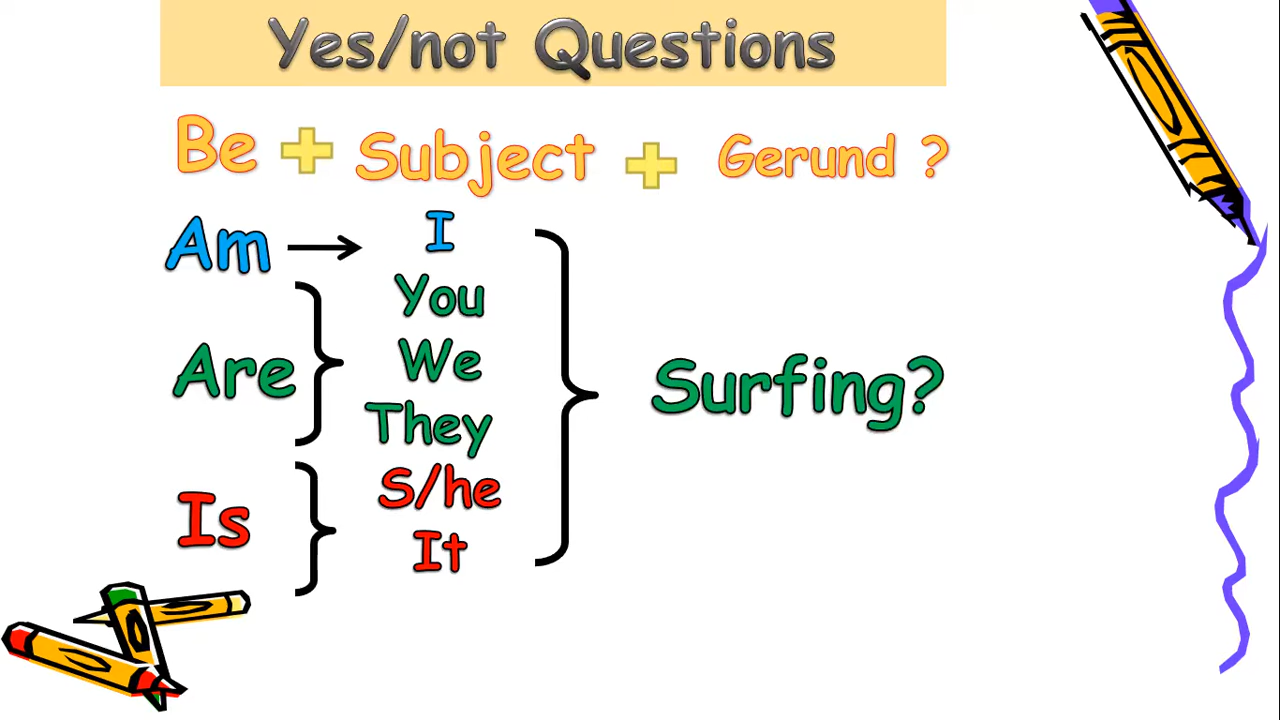 Yes/not Questions
Be + Subject + Gerund ?
Am → I
You
We
Are
They
S/he
Is
It
Surfing?